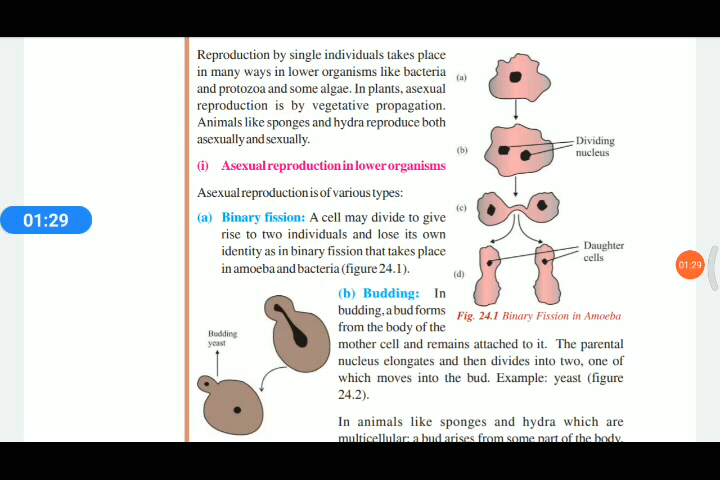 Reproduction by single individuals takes place
in many ways in lower organisms like bacteria
and protozoa and some algae. In plants, asexual
reproduction is by vegetative propagation.
Animals like sponges and hydra reproduce both
asexually and sexually.
(i) Asexual reproduction in lower organisms
Asexual reproduction is of various types:
(a) Binary fission: A cell may divide to give
rise to two individuals and lose its own
identity as in binary fission that takes place
in amoeba and bacteria (figure 24.1).
(a)
(b)
Dividing
nucleus
(c)
Daughter
cells
(d)
Fig. 24.1 Binary Fission in Amoeba
(b) Budding: In
budding, a bud forms
from the body of the
mother cell and remains attached to it. The parental
nucleus elongates and then divides into two, one of
which moves into the bud. Example: yeast (figure
24.2).
Budding
yeast
In animals like sponges and hydra which are
multicellular; a bud arises from some part of the body.
01:29
01:29